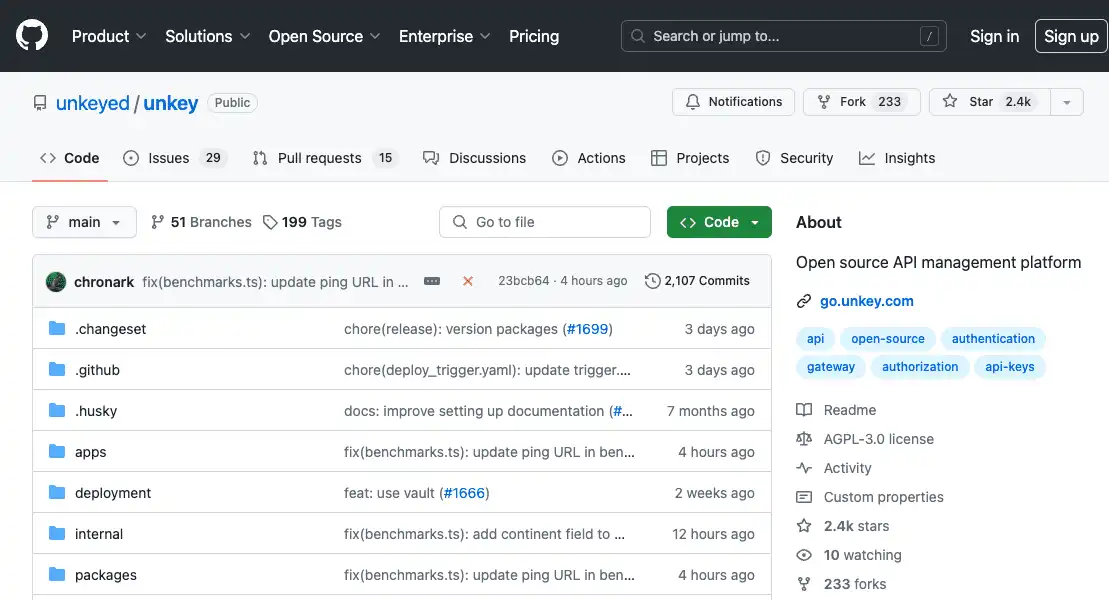 Product Solutions Open Source Enterprise Pricing Search or jump to... / Sign in Sign up
unkeyed / unkey Public Notifications Fork 233 Star 2.4k
Code Issues 29 Pull requests 15 Discussions Actions Projects Security Insights
main 51 Branches 199 Tags Go to file Code
chronark fix(benchmarks.ts): update ping URL in ... 23bcb64 · 4 hours ago 2,107 Commits
.changeset chore(release): version packages (#1699) 3 days ago
.github chore(deploy_trigger.yaml): update trigger.... 3 days ago
.husky docs: improve setting up documentation (#... 7 months ago
apps fix(benchmarks.ts): update ping URL in ben... 4 hours ago
deployment feat: use vault (#1666) 2 weeks ago
internal fix(benchmarks.ts): add continent field to ... 12 hours ago
packages fix(benchmarks.ts): update ping URL in ben... 4 hours ago
About
Open source API management platform
go.unkey.com
api open-source authentication
gateway authorization api-keys
Readme
AGPL-3.0 license
Activity
Custom properties
2.4k stars
10 watching
233 forks